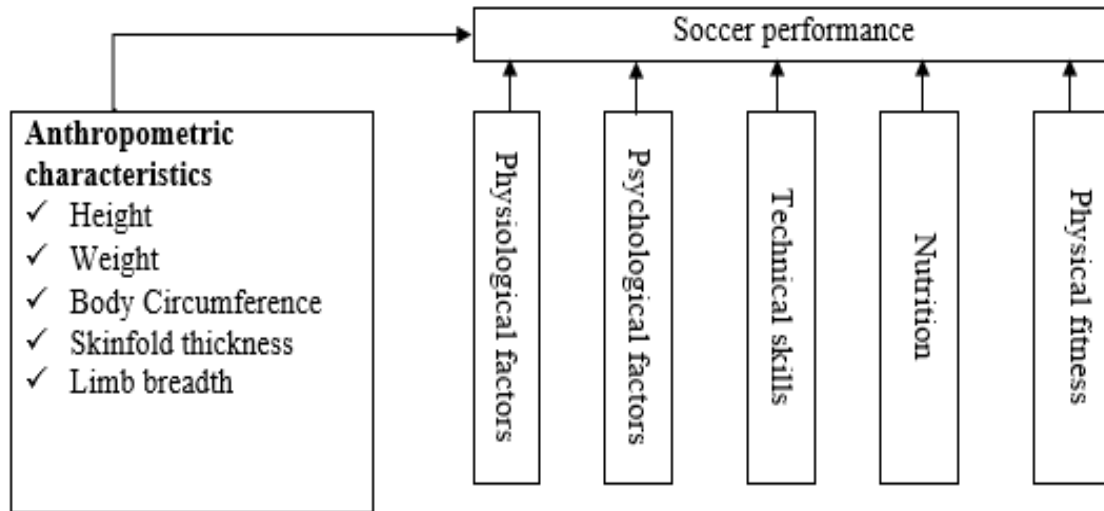 Soccer performance
Anthropometric
characteristics
✓ Height
✓ Weight
✓ Body Circumference
✓ Skinfold thickness
✓ Limb breadth
Physiological factors
Psychological factors
Technical skills
Nutrition
Physical fitness